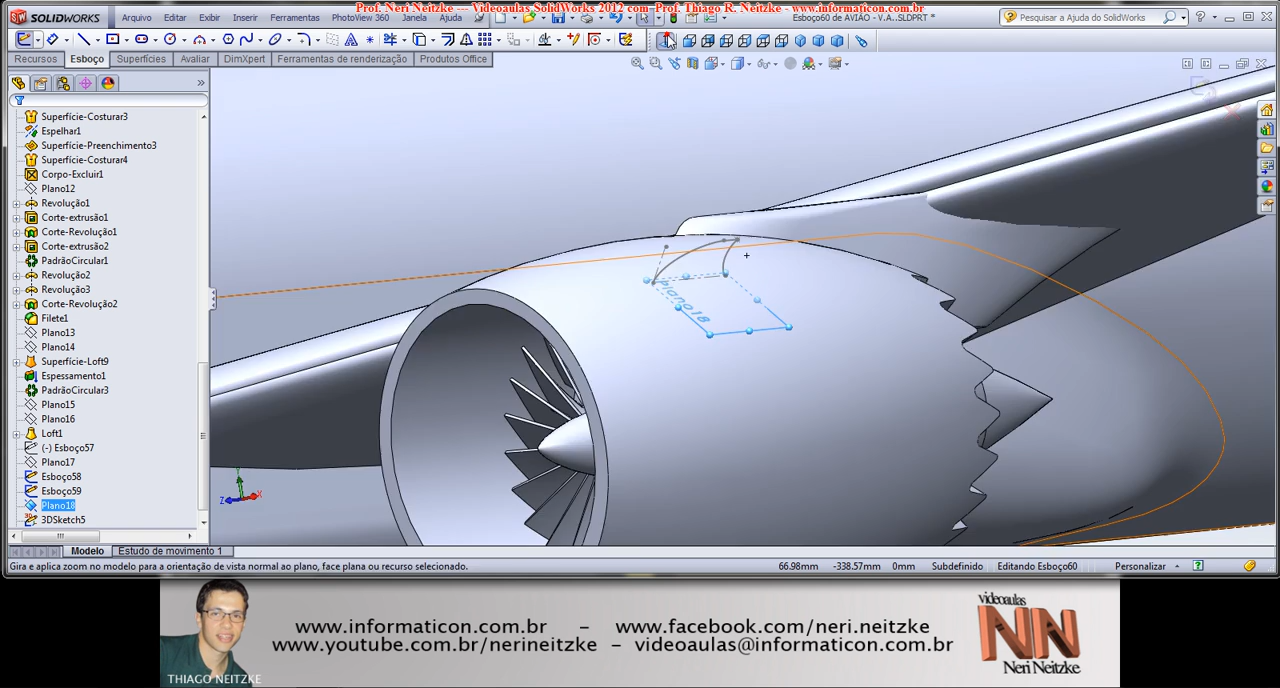 Prof. Neri Neitzke --- Videoaulas SolidWorks 2012 com Prof. Thiago R. Neitzke - www.informaticon.com.br
SOLIDWORKS
Arquivo Editar Exibir Inserir Ferramentas PhotoView 360 Janela Ajuda
Esboço60 de AVIÃO - V.A...SLDPRT *
Pesquisar a Ajuda do SolidWorks
Recursos Esboço Superfícies Avaliar DimXpert Ferramentas de renderização Produtos Office
Superfície-Costurar3
Espelhar1
Superfície-Preenchimento3
Superfície-Costurar4
Corpo-Excluir1
Plano12
Revolução1
Corte-extrusão1
Corte-Revolução1
Corte-extrusão2
PadrãoCircular1
Revolução2
Revolução3
Corte-Revolução2
Filete1
Plano13
Plano14
Superfície-Loft9
Espessamento1
PadrãoCircular3
Plano15
Plano16
Loft1
(-) Esboço57
Plano17
Esboço58
Esboço59
Plano18
3DSketch5
Plano18
Y
Z X
Modelo Estudo de movimento 1
Gira e aplica zoom no modelo para a orientação de vista normal ao plano, face plana ou recurso selecionado.
66.98mm -338.57mm 0mm Subdefinido Editando Esboço60 Personalizar
www.informaticon.com.br - www.facebook.com/neri.neitzke
www.youtube.com.br/nerineitzke - videoaulas@informaticon.com.br
THIAGO NEITZKE
videoaulas
NN
Neri Neitzke